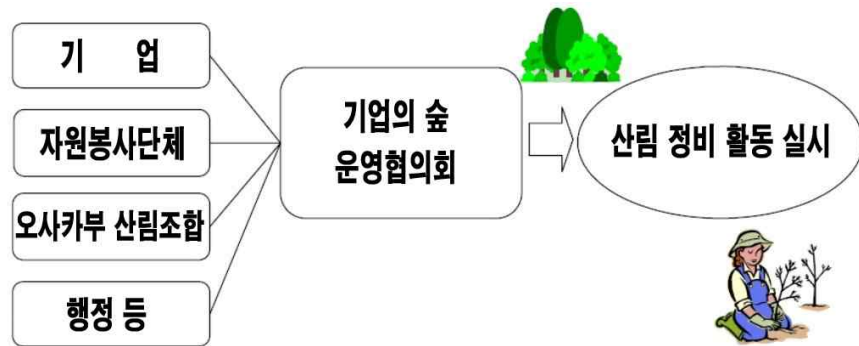 기 업
자원봉사단체
오사카부 산림조합
행정 등
기업의 숲
운영협의회
산림 정비 활동 실시